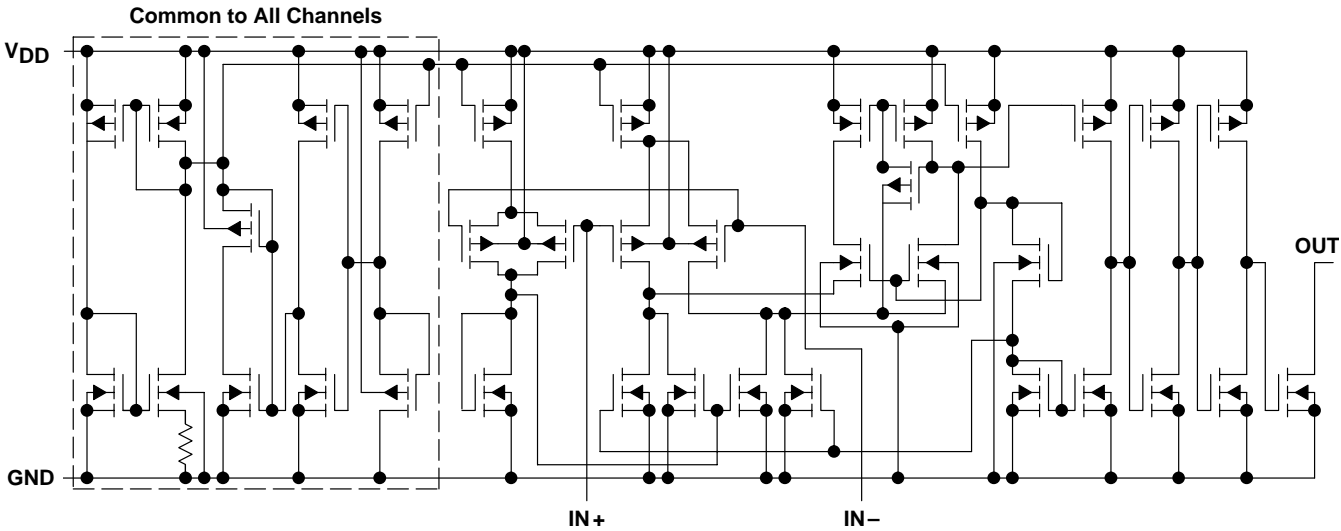 Common to All Channels
VDD
OUT
GND
IN+
IN−